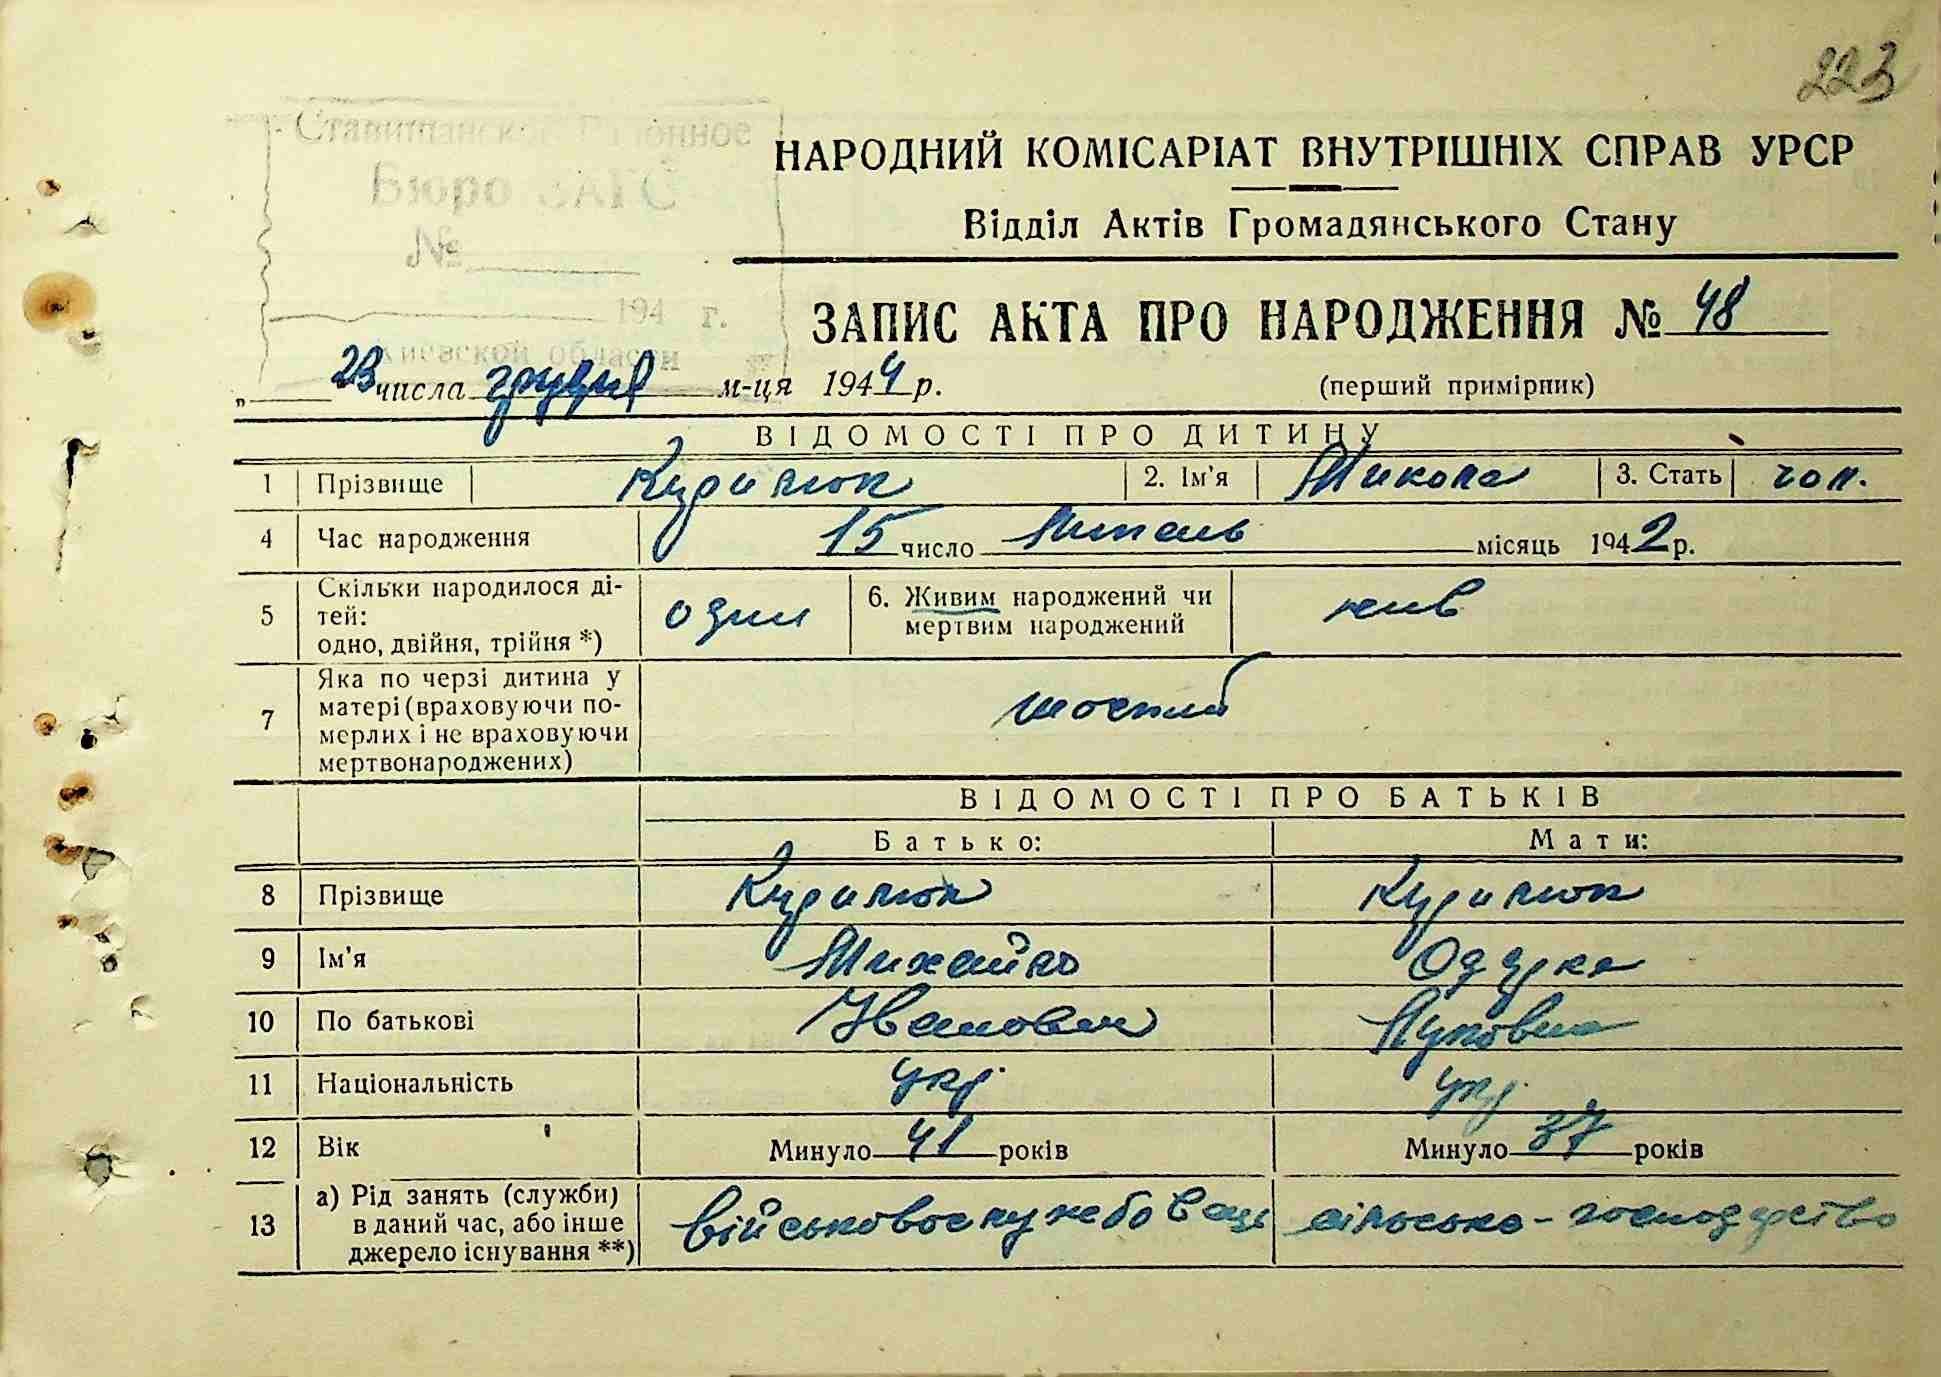 223
Ставищанское Районное
Бюро ЗАГС
№
194 г.
Киевской области
НАРОДНИЙ КОМІСАРІАТ ВНУТРІШНІХ СПРАВ УРСР
Відділ Актів Громадянського Стану
ЗАПИС АКТА ПРО НАРОДЖЕННЯ № 48
„ 23 числа грудня м-ця 1944 р.
(перший примірник)
ВІДОМОСТІ ПРО ДИТИНУ
1 Прізвище Курилюк 2. Ім'я Микола 3. Стать чол.
4 Час народження 15 число місяць 1942 р.
5 Скільки народилося ді-
тей:
одно, двійня, трійня *) один
6. Живим народжений чи
мертвим народжений жив
7 Яка по черзі дитина у
матері (враховуючи по-
мерлих і не враховуючи
мертвонароджених)
ВІДОМОСТІ ПРО БАТЬКІВ
Батько: Мати:
8 Прізвище Курилюк Курилюк
9 Ім'я Михайло Одарка
10 По батькові Иванович Луковна
11 Національність укр. укр.
12 Вік Минуло 41 років Минуло 37 років
13 а) Рід занять (служби)
в даний час, або інше
джерело існування **) військовослужбовець сільсько-господарство